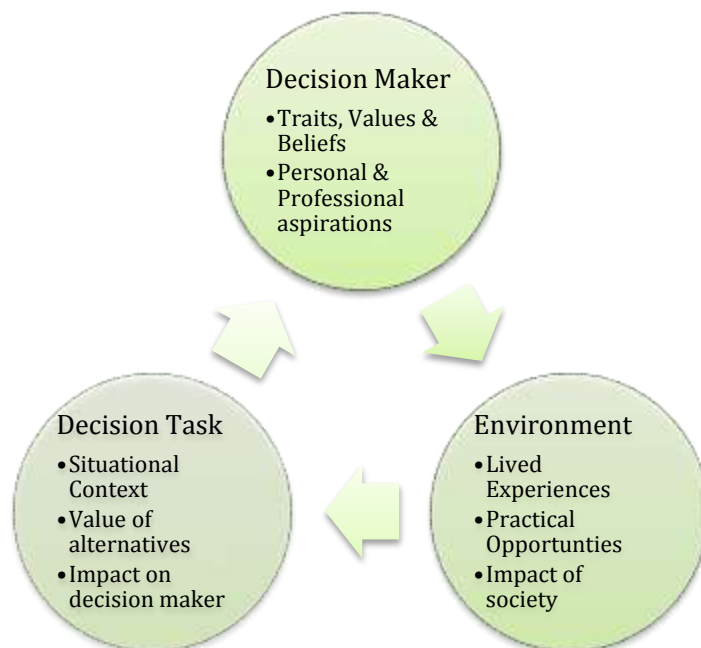 Decision Maker
•Traits, Values &
Beliefs
•Personal &
Professional
aspirations
Decision Task
•Situational
Context
•Value of
alternatives
•Impact on
decision maker
Environment
•Lived
Experiences
•Practical
Opportunties
•Impact of
society